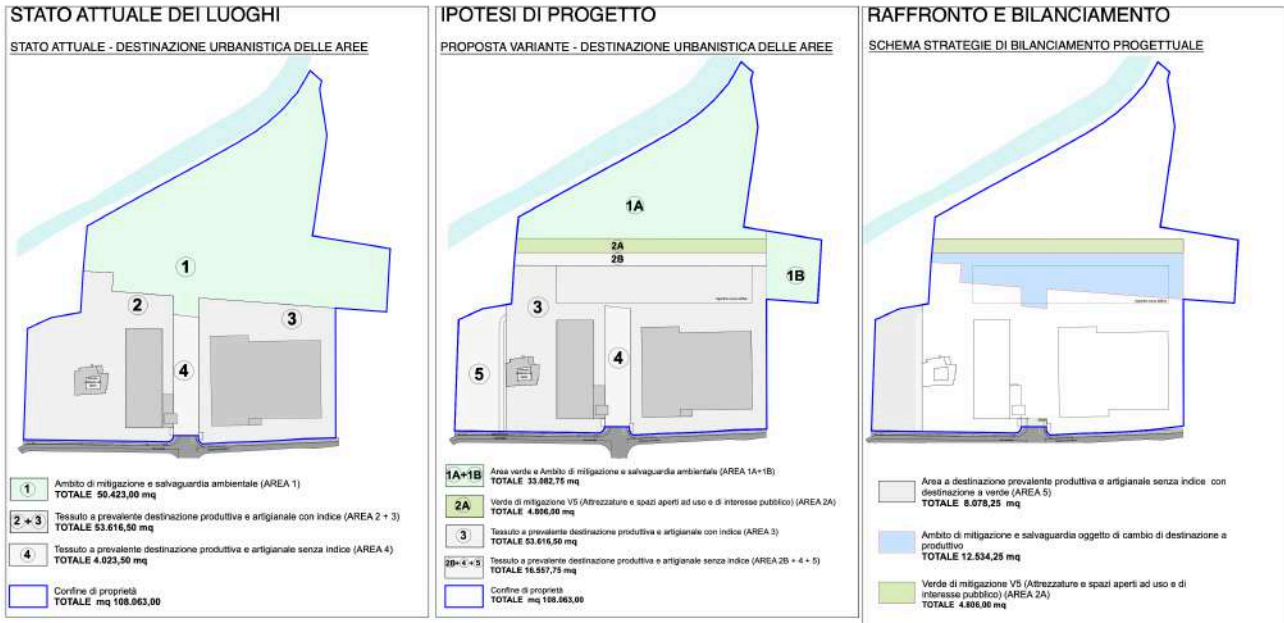 STATO ATTUALE DEI LUOGHI
STATO ATTUALE - DESTINAZIONE URBANISTICA DELLE AREE
1
2
3
4
1
Ambito di mitigazione e salvaguardia ambientale (AREA 1)
TOTALE 50.423,00 mq
2 + 3
Tessuto a prevalente destinazione produttiva e artigianale con indice (AREA 2 + 3)
TOTALE 53.616,50 mq
4
Tessuto a prevalente destinazione produttiva e artigianale senza indice (AREA 4)
TOTALE 4.023,50 mq
Confine di proprietà
TOTALE mq 108.063,00
IPOTESI DI PROGETTO
PROPOSTA VARIANTE - DESTINAZIONE URBANISTICA DELLE AREE
1A
2A
2B
1B
3
4
5
1A+1B
Area verde e Ambito di mitigazione e salvaguardia ambientale (AREA 1A+1B)
TOTALE 33.082,75 mq
2A
Verde di mitigazione V5 (Attrezzature e spazi aperti ad uso e di interesse pubblico) (AREA 2A)
TOTALE 4.806,00 mq
3
Tessuto a prevalente destinazione produttiva e artigianale con indice (AREA 3)
TOTALE 53.616,50 mq
2B+ 4 + 5
Tessuto a prevalente destinazione produttiva e artigianale senza indice (AREA 2B + 4 + 5)
TOTALE 16.557,75 mq
Confine di proprietà
TOTALE mq 108.063,00
RAFFRONTO E BILANCIAMENTO
SCHEMA STRATEGIE DI BILANCIAMENTO PROGETTUALE
Area a destinazione prevalente produttiva e artigianale senza indice con
destinazione a verde (AREA 5)
TOTALE 8.078,25 mq
Ambito di mitigazione e salvaguardia oggetto di cambio di destinazione a
produttivo
TOTALE 12.534,25 mq
Verde di mitigazione V5 (Attrezzature e spazi aperti ad uso e di
interesse pubblico) (AREA 2A)
TOTALE 4.806,00 mq